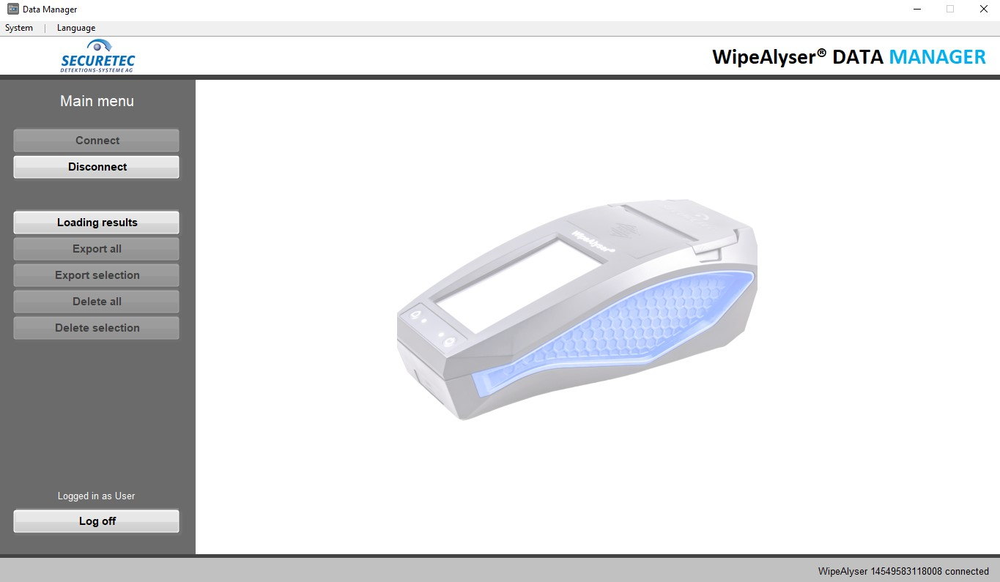 Data Manager
System | Language
SECURETEC
DETEKTIONS-SYSTEME AG
WipeAlyser® DATA MANAGER
Main menu
Connect
Disconnect
Loading results
Export all
Export selection
Delete all
Delete selection
WipeAlyser®
Logged in as User
Log off
WipeAlyser 14549583118008 connected